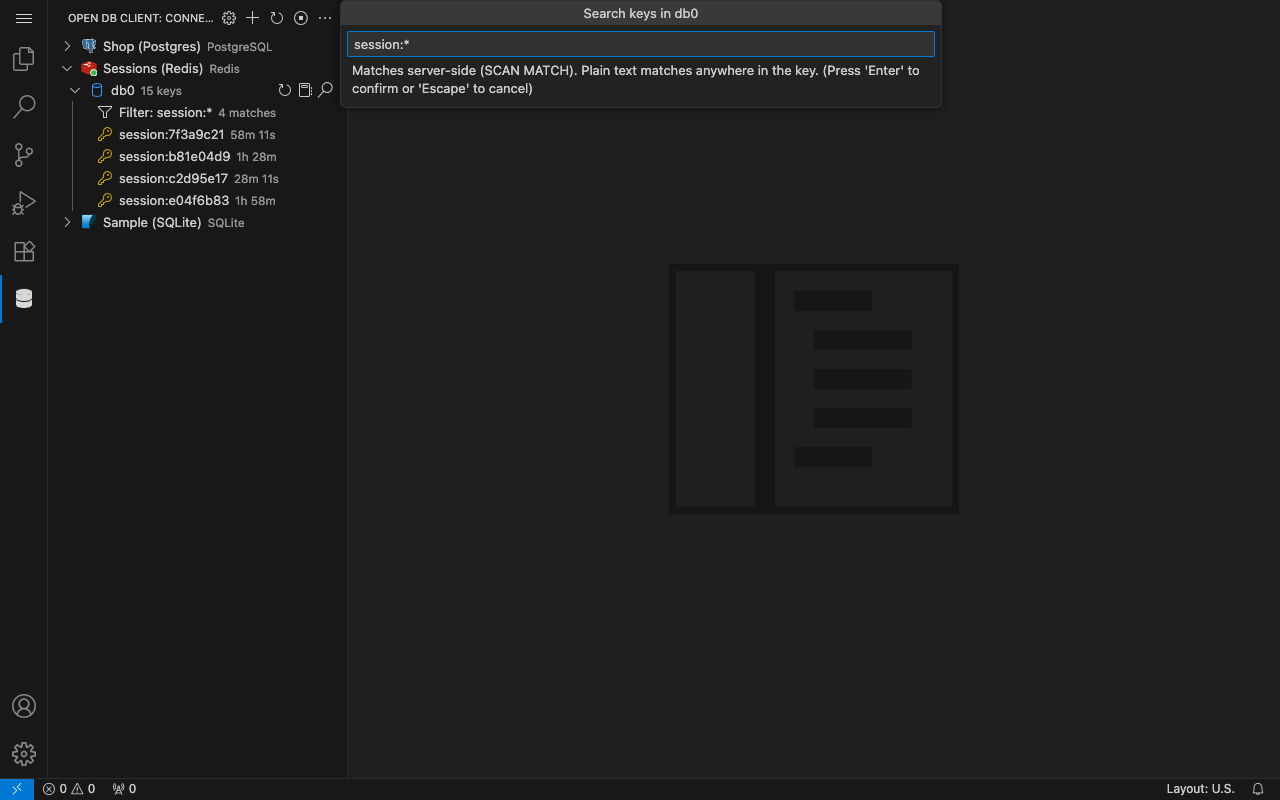 OPEN DB CLIENT: CONNE...
Search keys in db0
session:*
Matches server-side (SCAN MATCH). Plain text matches anywhere in the key. (Press 'Enter' to
confirm or 'Escape' to cancel)
Shop (Postgres) PostgreSQL
Sessions (Redis) Redis
db0 15 keys
Filter: session:* 4 matches
session:7f3a9c21 58m 11s
session:b81e04d9 1h 28m
session:c2d95e17 28m 11s
session:e04f6b83 1h 58m
Sample (SQLite) SQLite
0 0 0
Layout: U.S.